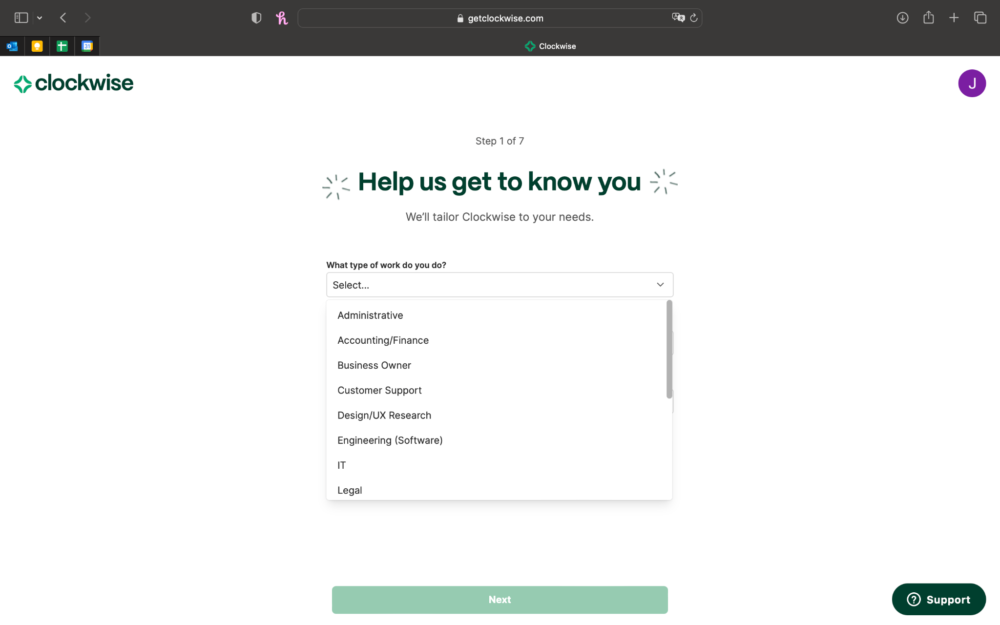 getclockwise.com
Clockwise
clockwise
J
Step 1 of 7
Help us get to know you
We'll tailor Clockwise to your needs.
What type of work do you do?
Select...
Administrative
Accounting/Finance
Business Owner
Customer Support
Design/UX Research
Engineering (Software)
IT
Legal
Next
Support